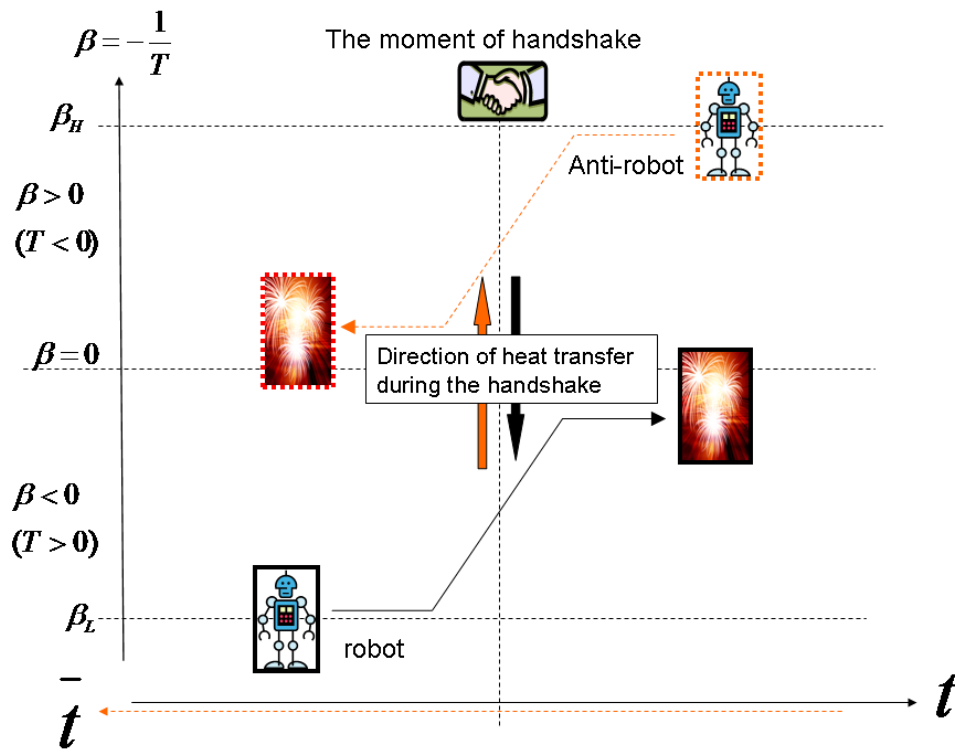 β = −1/T
The moment of handshake
β_H
Anti-robot
β > 0
(T < 0)
β = 0
Direction of heat transfer
during the handshake
β < 0
(T > 0)
β_L
robot
t̄
t